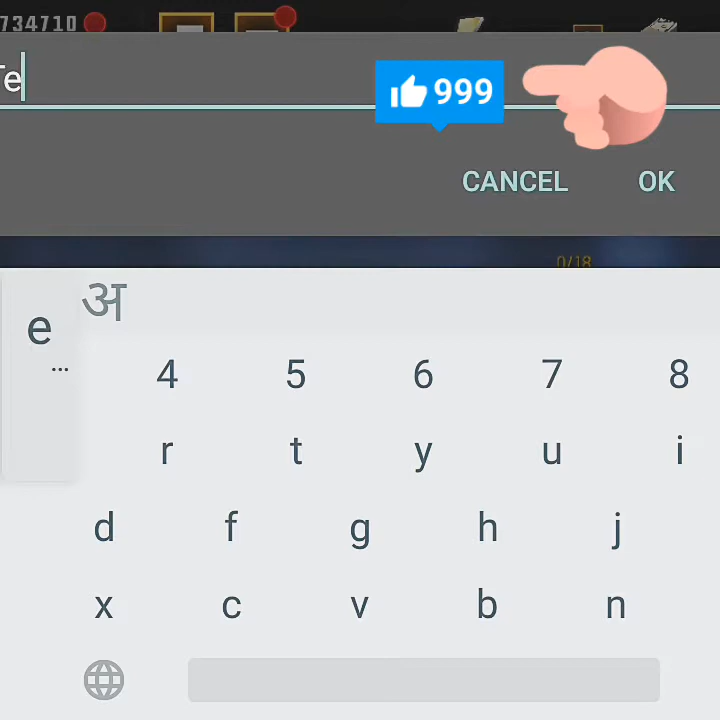 734710
Te
999
CANCEL OK
0/18
e
...
अ
4 5 6 7 8
r t y u i
d f g h j
x c v b n